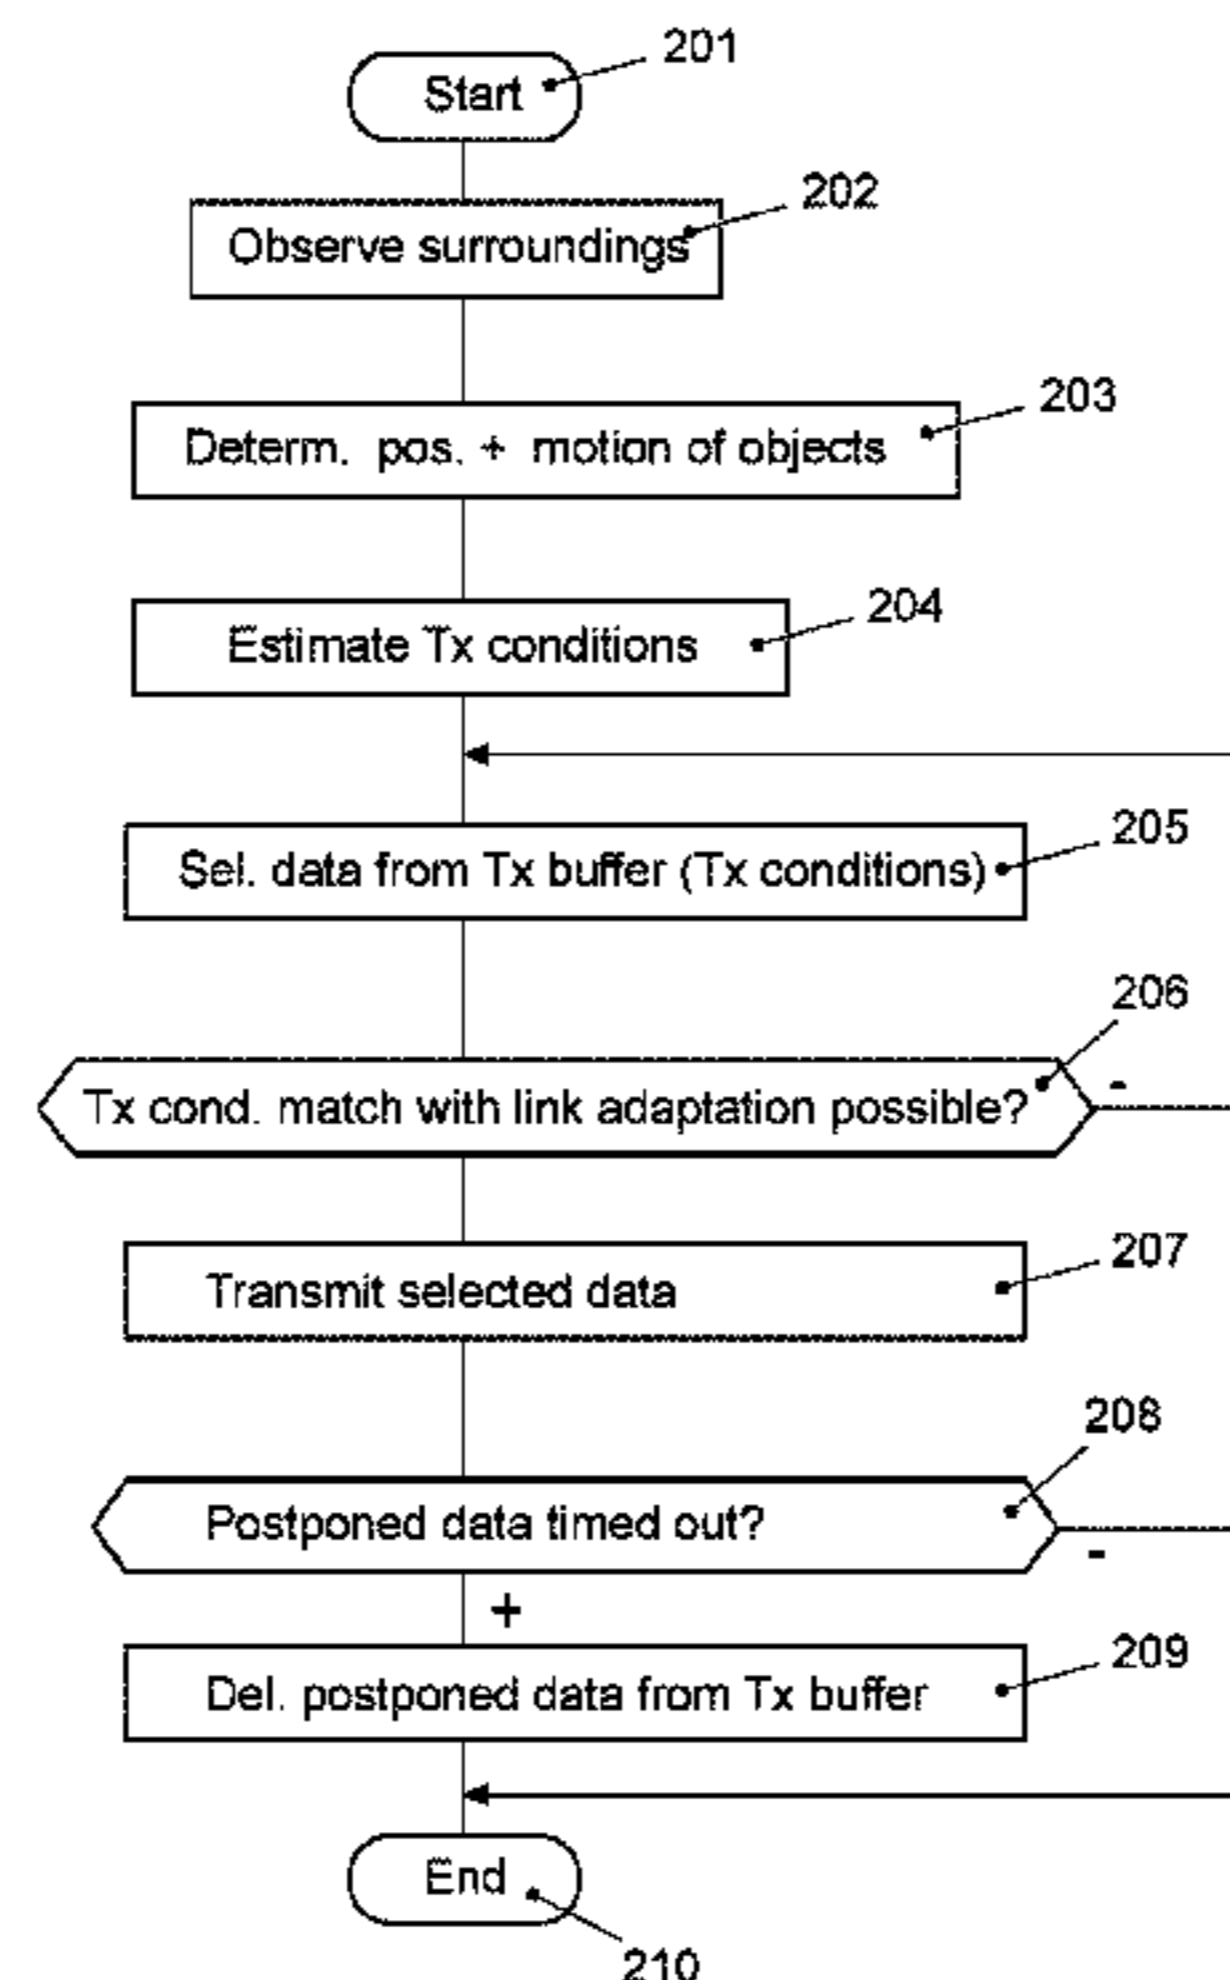 201
Start
202
Observe surroundings
203
Determ. pos. + motion of objects
204
Estimate Tx conditions
205
Sel. data from Tx buffer (Tx conditions)
206
Tx cond. match with link adaptation possible?
-
207
Transmit selected data
208
Postponed data timed out?
-
+
209
Del. postponed data from Tx buffer
End
210